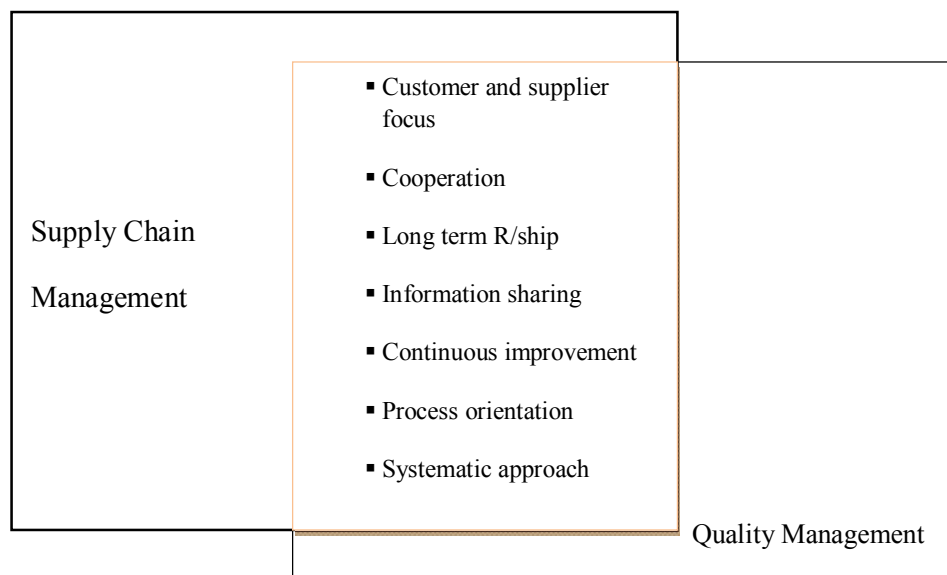 ▪ Customer and supplier
focus
▪ Cooperation
Supply Chain
Management
▪ Long term R/ship
▪ Information sharing
▪ Continuous improvement
▪ Process orientation
▪ Systematic approach
Quality Management